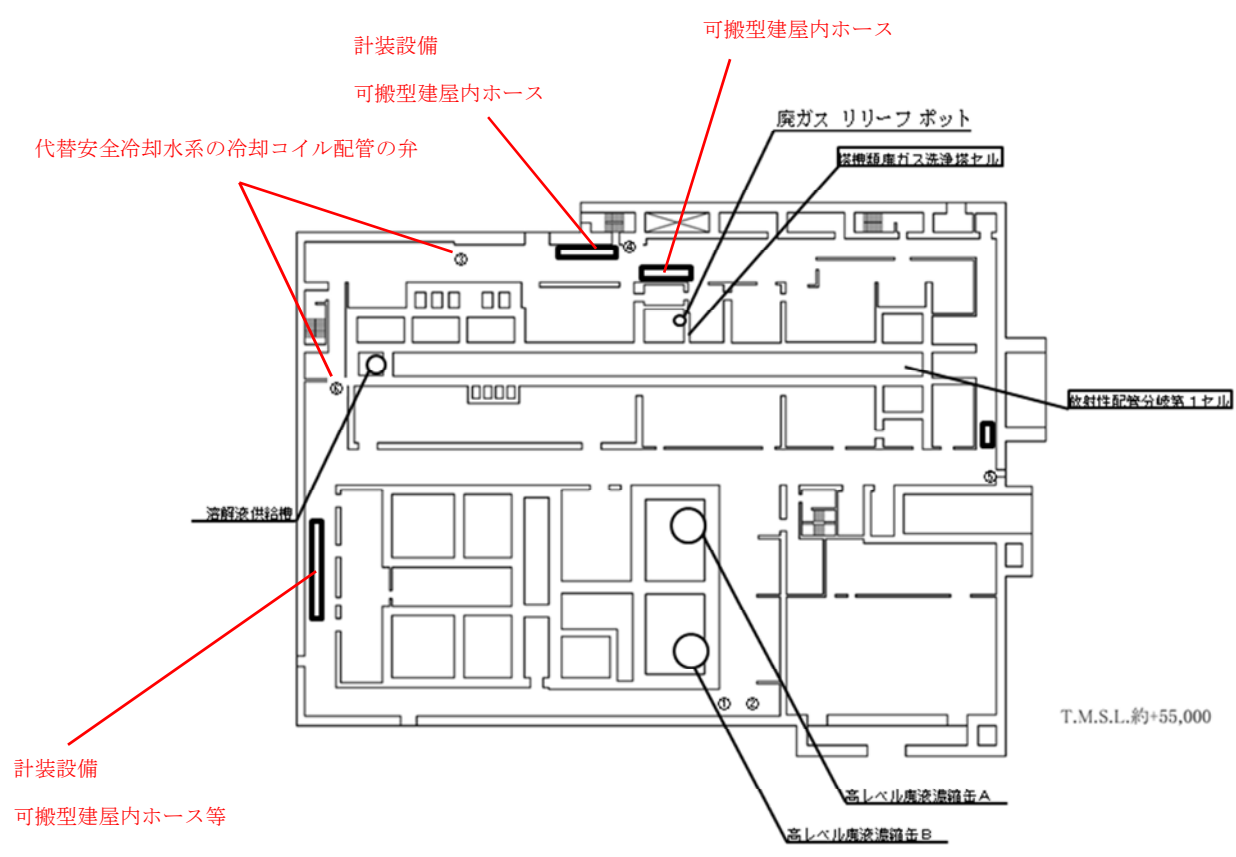 可搬型建屋内ホース
計装設備
可搬型建屋内ホース
廃ガス リリーフ ポット
代替安全冷却水系の冷却コイル配管の弁
塔槽類廃ガス洗浄塔セル
④
③
⑥
放射性配管分岐第1セル
⑤
溶解液供給槽
① ②
T.M.S.L.約+55,000
計装設備
高レベル廃液濃縮缶A
可搬型建屋内ホース等
高レベル廃液濃縮缶B